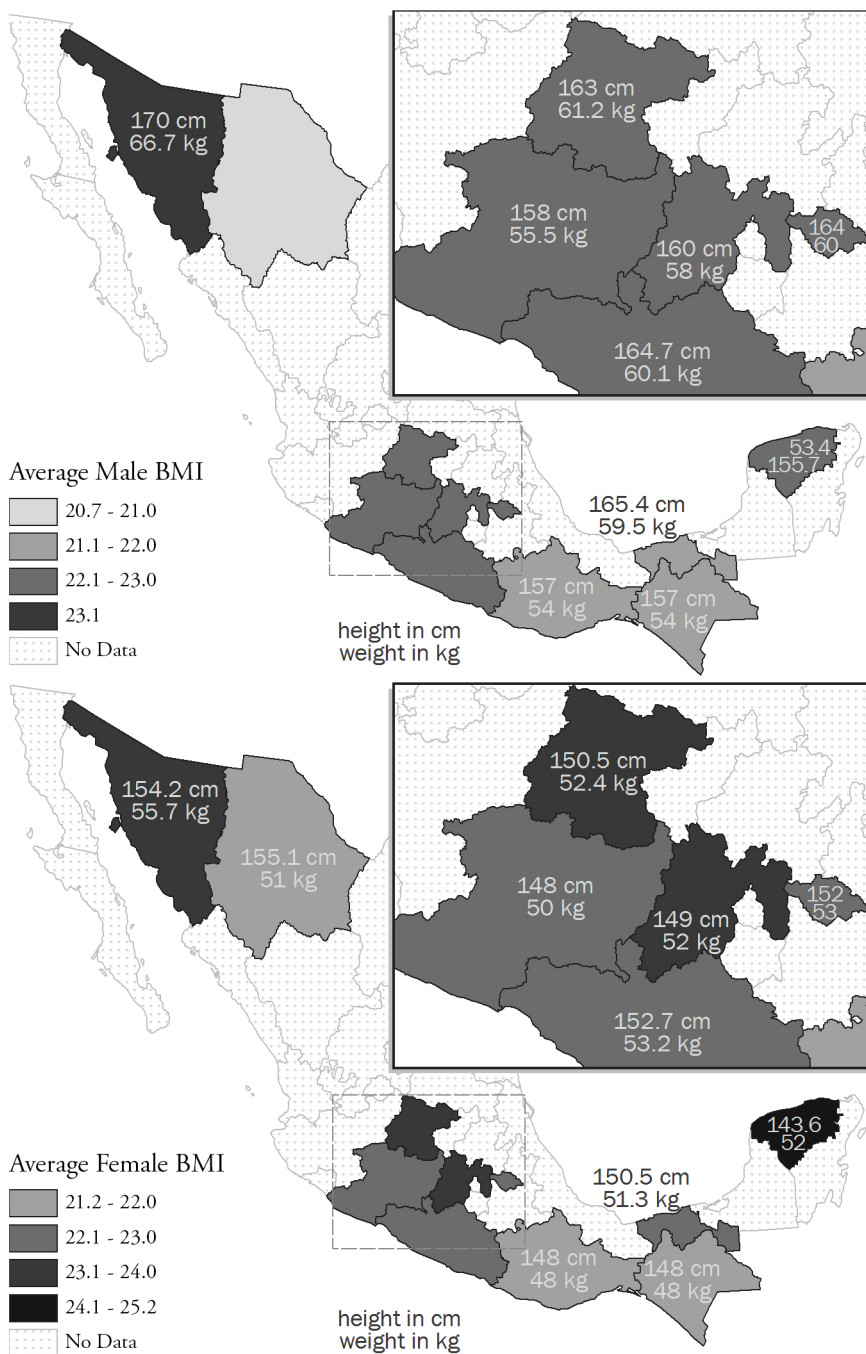 170 cm
66.7 kg
163 cm
61.2 kg
158 cm
55.5 kg
160 cm
58 kg
164
60
164.7 cm
60.1 kg
53.4
155.7
165.4 cm
59.5 kg
157 cm
54 kg
157 cm
54 kg
Average Male BMI
20.7 - 21.0
21.1 - 22.0
22.1 - 23.0
23.1
No Data
height in cm
weight in kg
154.2 cm
55.7 kg
155.1 cm
51 kg
150.5 cm
52.4 kg
148 cm
50 kg
149 cm
52 kg
152
53
152.7 cm
53.2 kg
143.6
52
150.5 cm
51.3 kg
148 cm
48 kg
148 cm
48 kg
Average Female BMI
21.2 - 22.0
22.1 - 23.0
23.1 - 24.0
24.1 - 25.2
No Data
height in cm
weight in kg